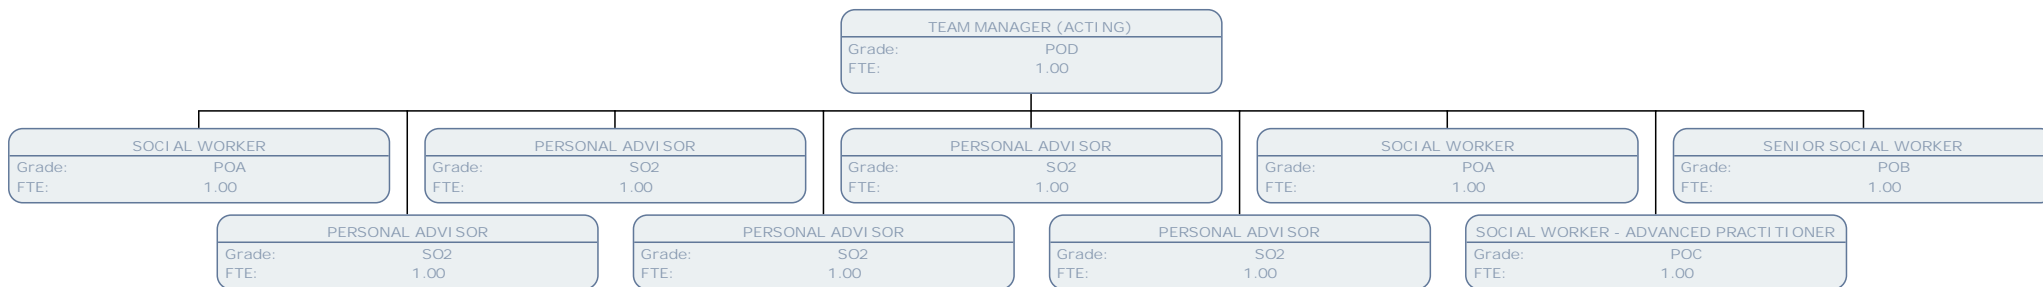 TEAM MANAGER (ACTING)
Grade: POD
FTE: 1.00
SOCIAL WORKER
Grade: POA
FTE: 1.00
PERSONAL ADVISOR
Grade: SO2
FTE: 1.00
PERSONAL ADVISOR
Grade: SO2
FTE: 1.00
SOCIAL WORKER
Grade: POA
FTE: 1.00
SENIOR SOCIAL WORKER
Grade: POB
FTE: 1.00
PERSONAL ADVISOR
Grade: SO2
FTE: 1.00
PERSONAL ADVISOR
Grade: SO2
FTE: 1.00
PERSONAL ADVISOR
Grade: SO2
FTE: 1.00
SOCIAL WORKER - ADVANCED PRACTITIONER
Grade: POC
FTE: 1.00